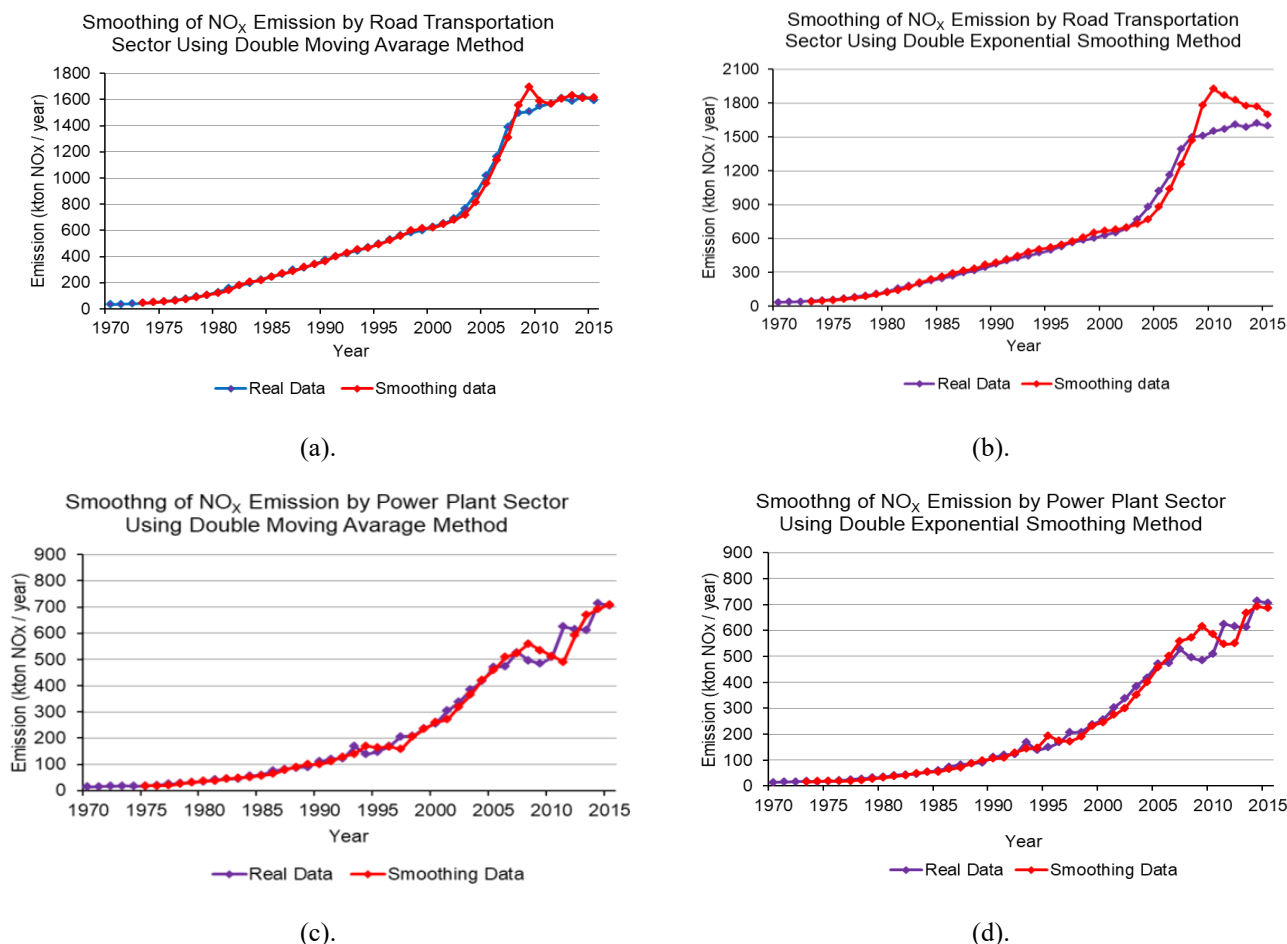 Smoothing of NOX Emission by Road Transportation
Sector Using Double Moving Avarage Method
Emission (kton NOx / year)
1800
1600
1400
1200
1000
800
600
400
200
0
1970 1975 1980 1985 1990 1995 2000 2005 2010 2015
Year
Real Data Smoothing data
(a).
Smoothing of NOX Emission by Road Transportation
Sector Using Double Exponential Smoothing Method
Emission (kton NOx / year)
2100
1800
1500
1200
900
600
300
0
1970 1975 1980 1985 1990 1995 2000 2005 2010 2015
Year
Real Data Smoothing data
(b).
Smoothng of NOX Emission by Power Plant Sector
Using Double Moving Avarage Method
Emission (kton NOx / year)
900
800
700
600
500
400
300
200
100
0
1970 1975 1980 1985 1990 1995 2000 2005 2010 2015
Year
Real Data Smoothing Data
(c).
Smoothng of NOX Emission by Power Plant Sector
Using Double Exponential Smoothing Method
Emission (kton NOx / year)
900
800
700
600
500
400
300
200
100
0
1970 1975 1980 1985 1990 1995 2000 2005 2010 2015
Year
Real Data Smoothing Data
(d).